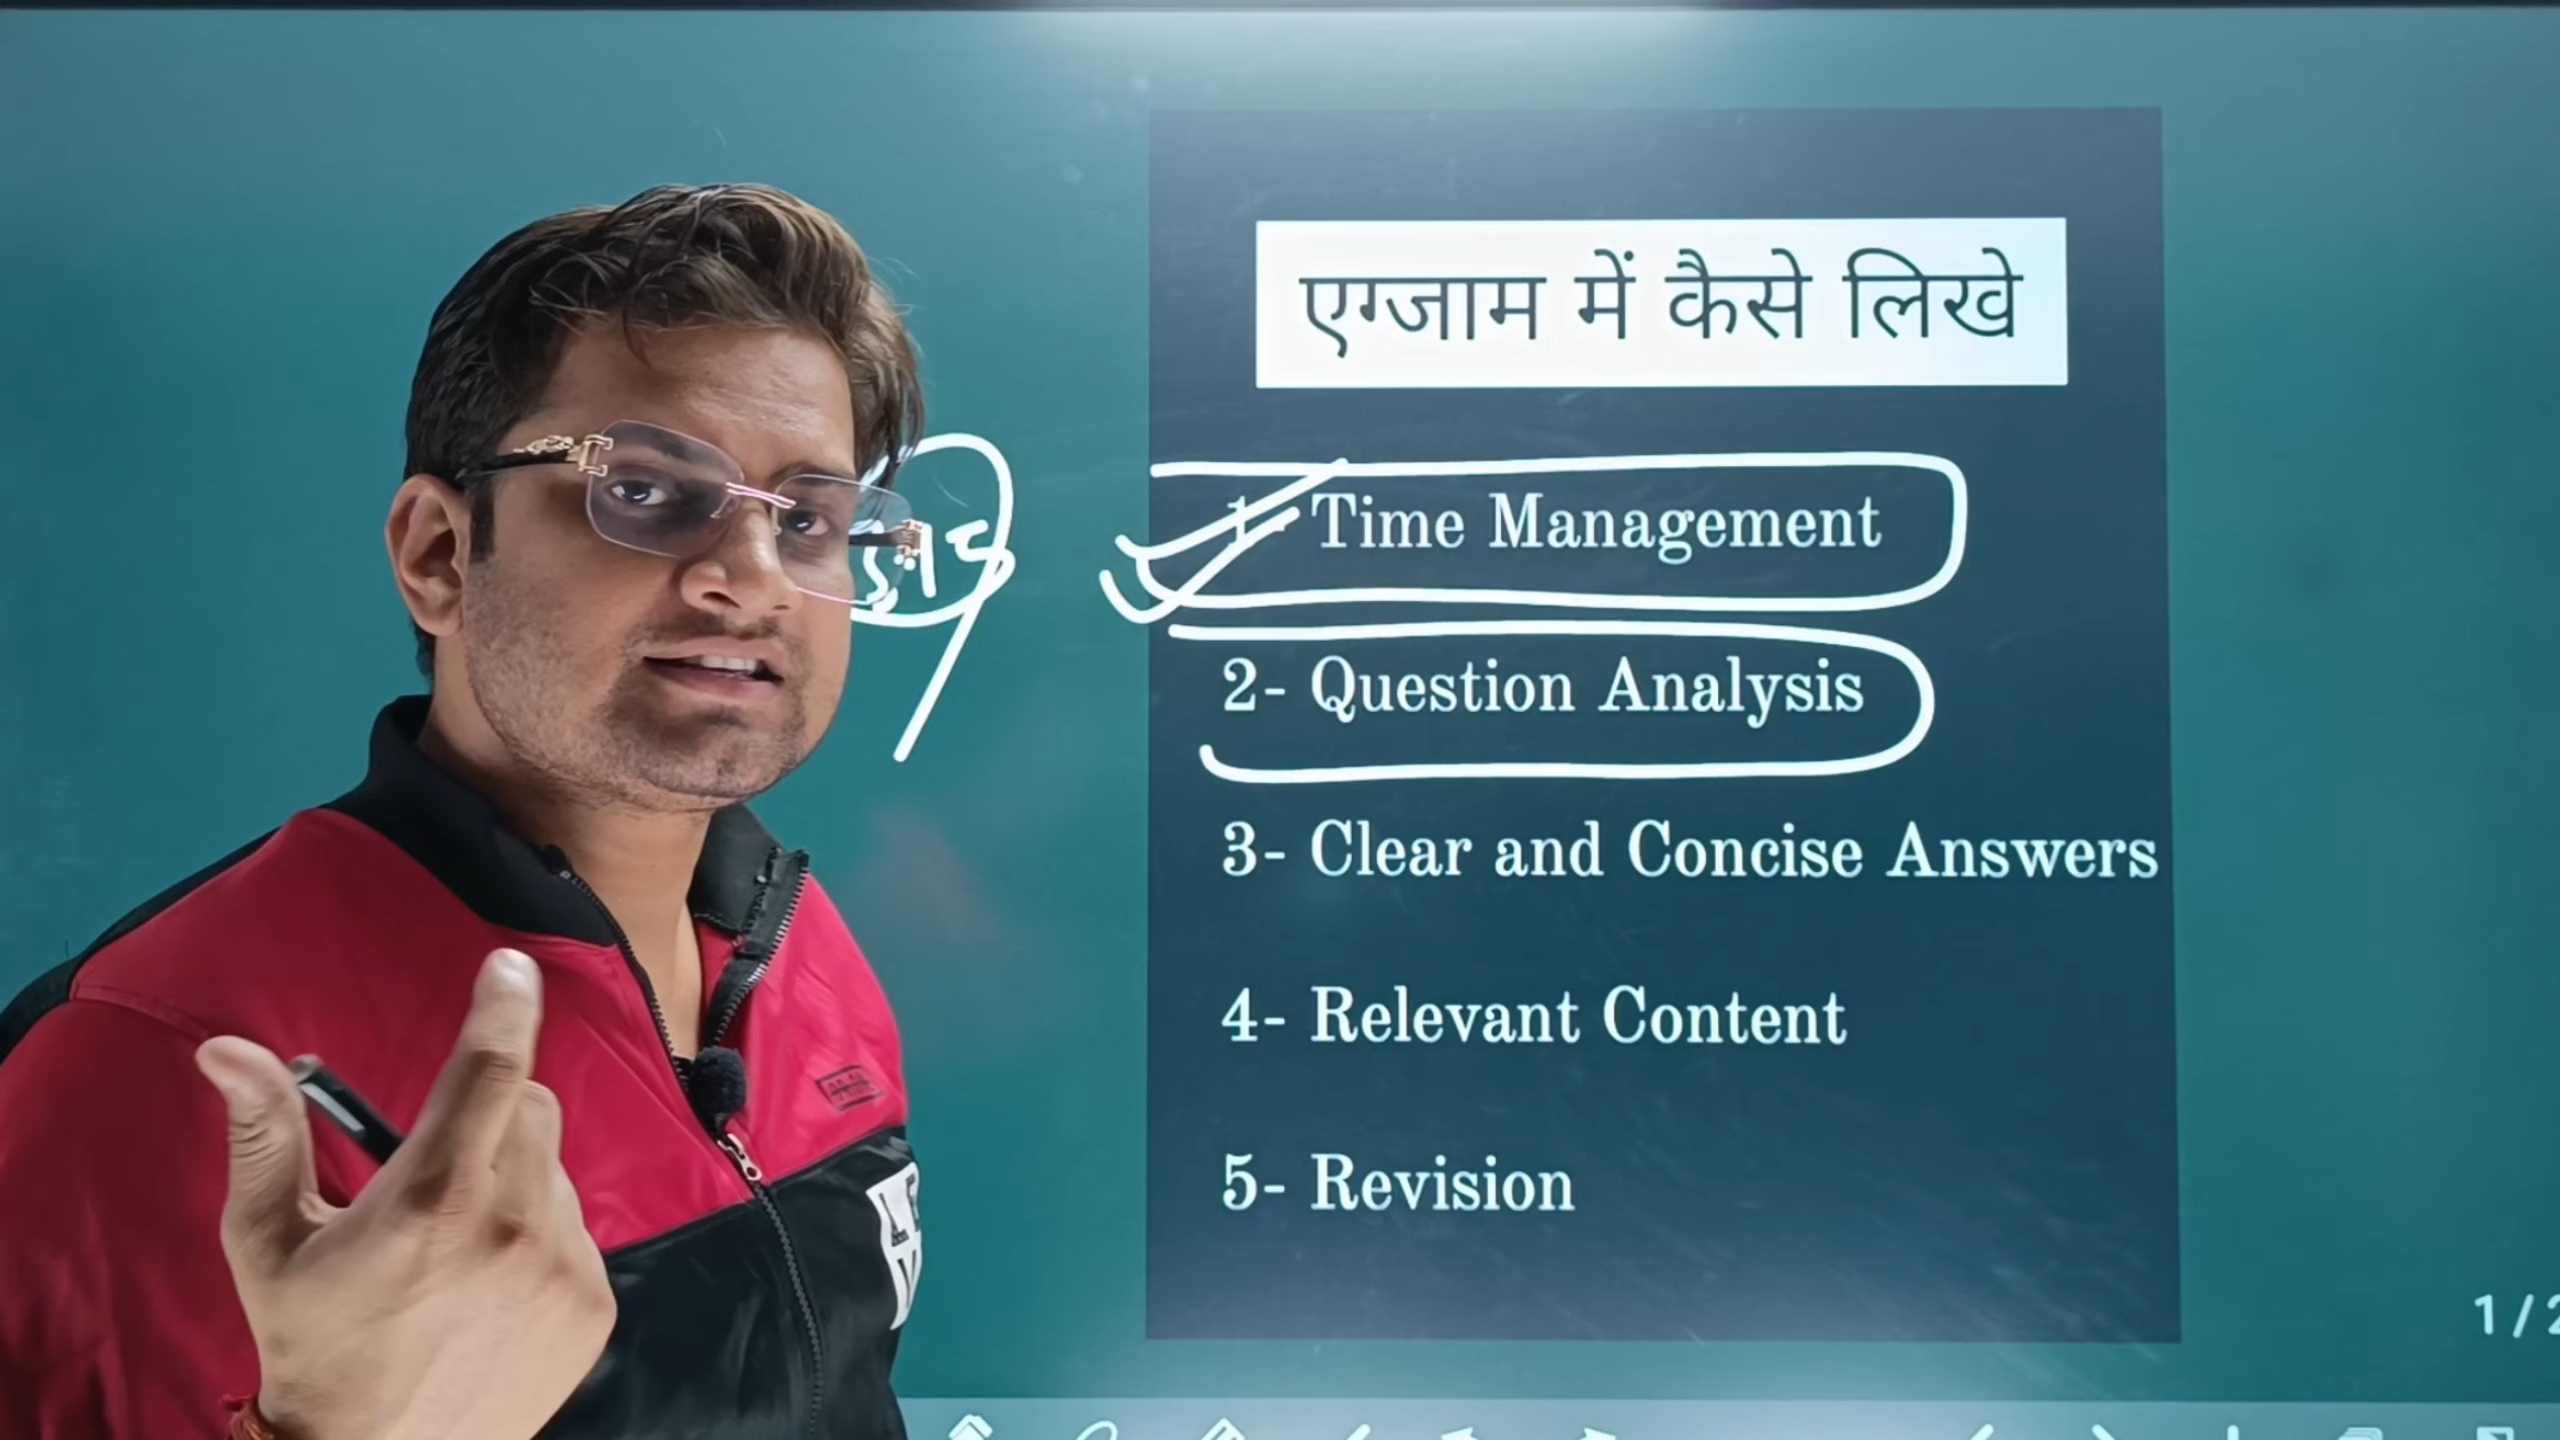 एग्जाम में कैसे लिखे
1- Time Management
2- Question Analysis
3- Clear and Concise Answers
4- Relevant Content
5- Revision